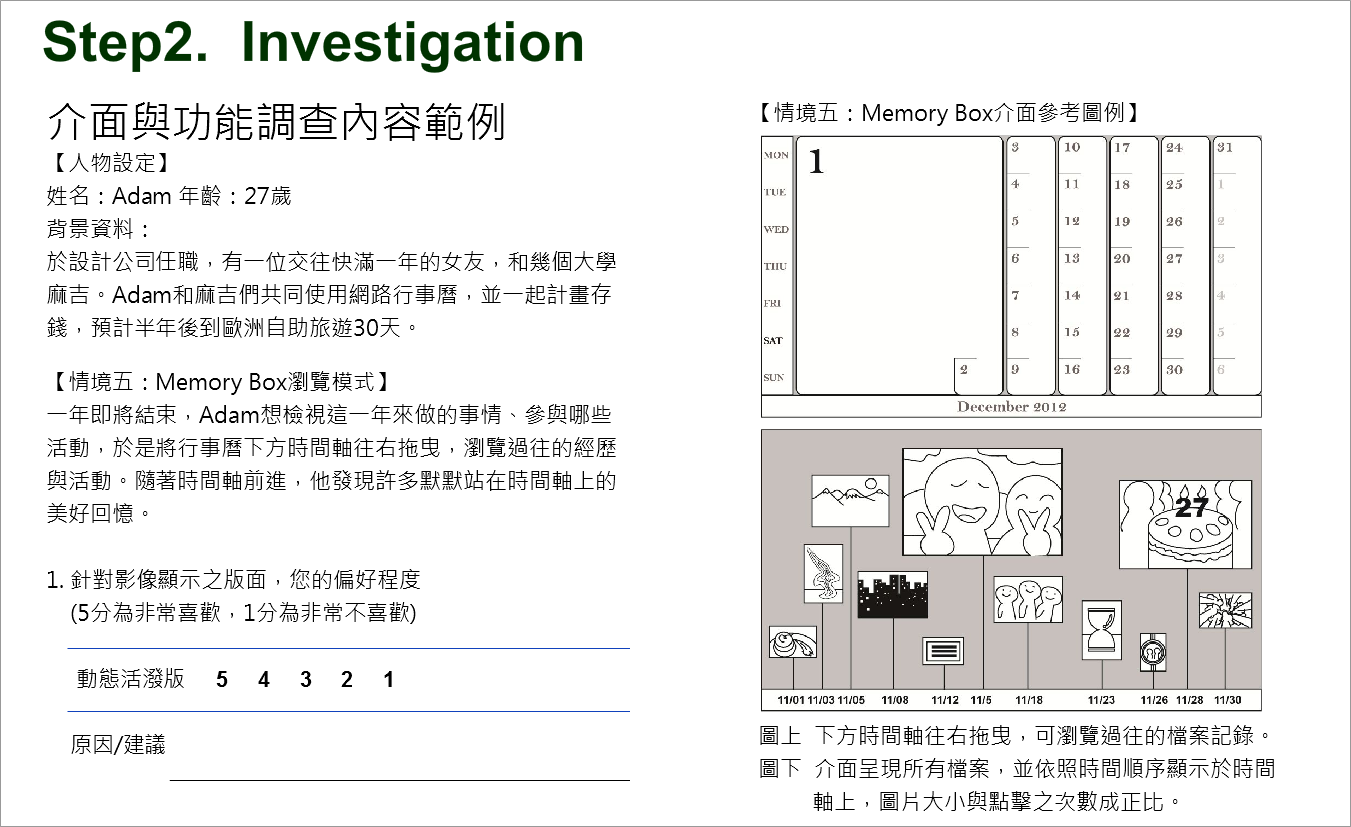 Step2. Investigation
介面與功能調查內容範例
【人物設定】
姓名：Adam 年齡：27歲
背景資料：
於設計公司任職，有一位交往快滿一年的女友，和幾個大學
麻吉。Adam和麻吉們共同使用網路行事曆，並一起計畫存
錢，預計半年後到歐洲自助旅遊30天。
【情境五：Memory Box瀏覽模式】
一年即將結束，Adam想檢視這一年來做的事情、參與哪些
活動，於是將行事曆下方時間軸往右拖曳，瀏覽過往的經歷
與活動。隨著時間軸前進，他發現許多默默站在時間軸上的
美好回憶。
1. 針對影像顯示之版面，您的偏好程度
(5分為非常喜歡，1分為非常不喜歡)
動態活潑版 5 4 3 2 1
原因/建議
【情境五：Memory Box介面參考圖例】
MON 1 3 10 17 24 31
TUE 4 11 18 25 1
WED 5 12 19 26 2
THU 6 13 20 27 3
FRI 7 14 21 28 4
SAT 8 15 22 29 5
SUN 2 9 16 23 30 6
December 2012
27
11/01 11/03 11/05 11/08 11/12 11/5 11/18 11/23 11/26 11/28 11/30
圖上 下方時間軸往右拖曳，可瀏覽過往的檔案記錄。
圖下 介面呈現所有檔案，並依照時間順序顯示於時間
軸上，圖片大小與點擊之次數成正比。